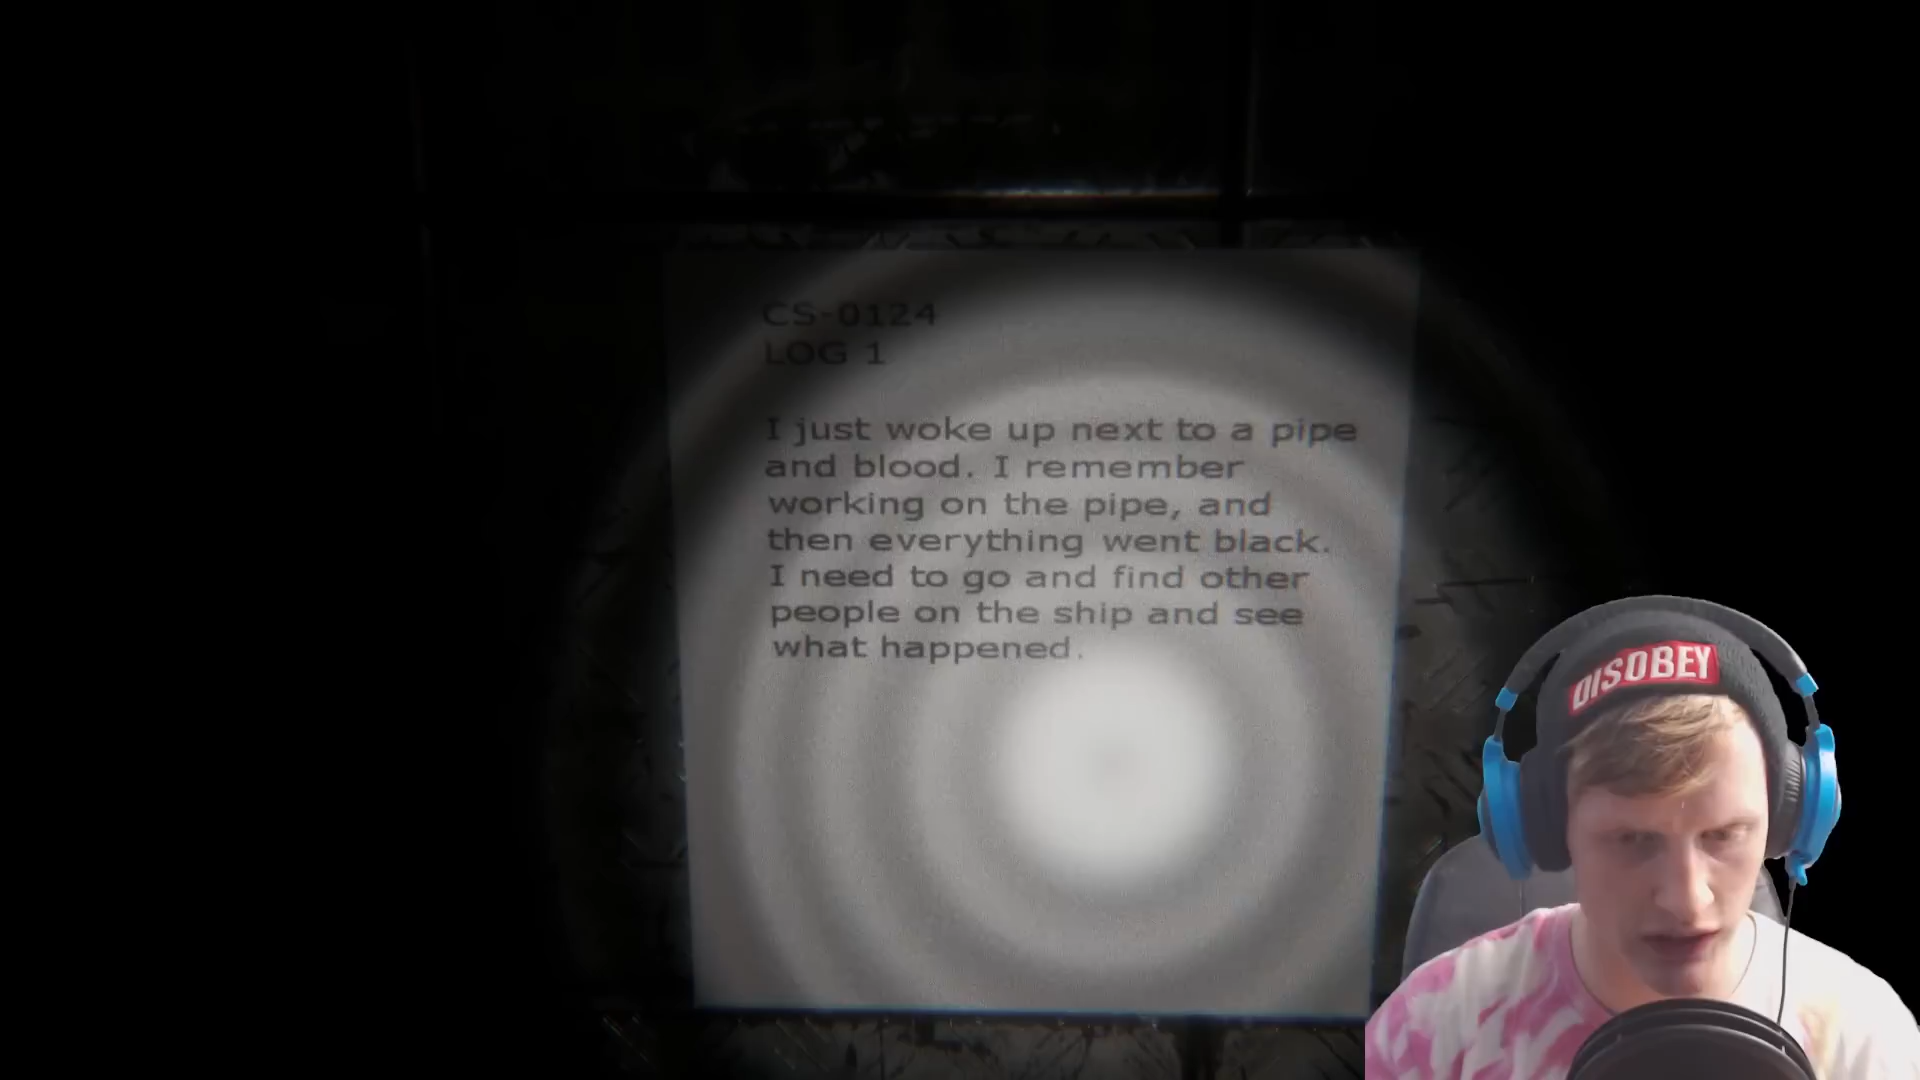 CS-0124
LOG 1
I just woke up next to a pipe
and blood. I remember
working on the pipe, and
then everything went black.
I need to go and find other
people on the ship and see
what happened.
DISOBEY